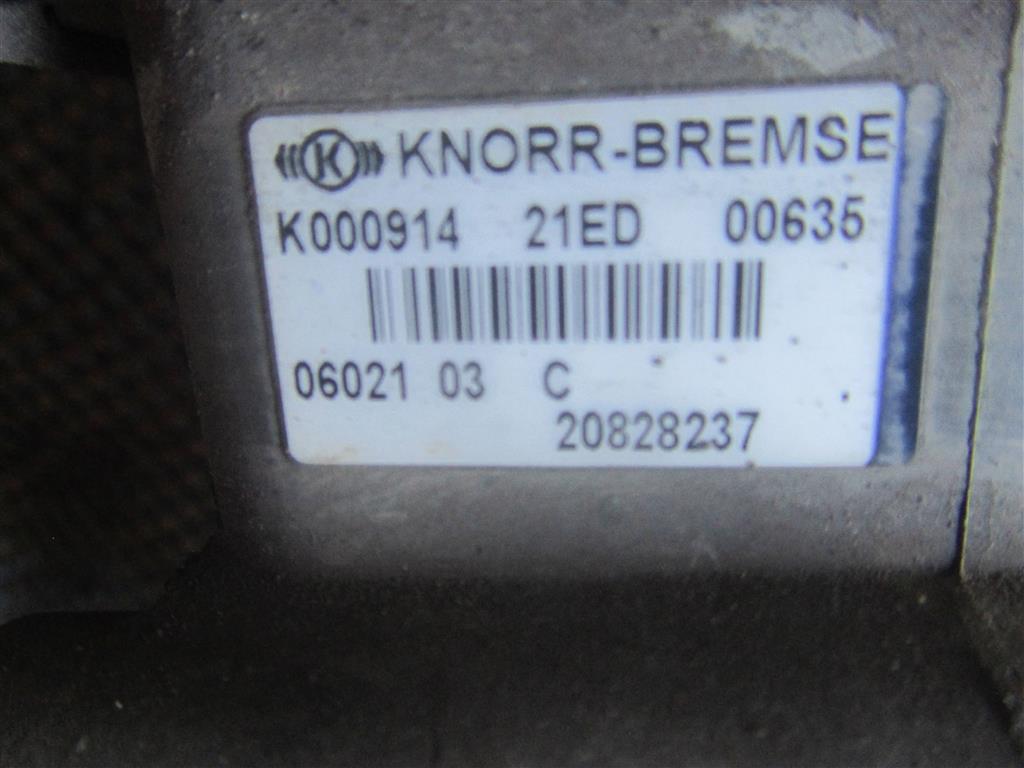 K KNORR-BREMSE
K000914 21ED 00635
06021 03 C
20828237